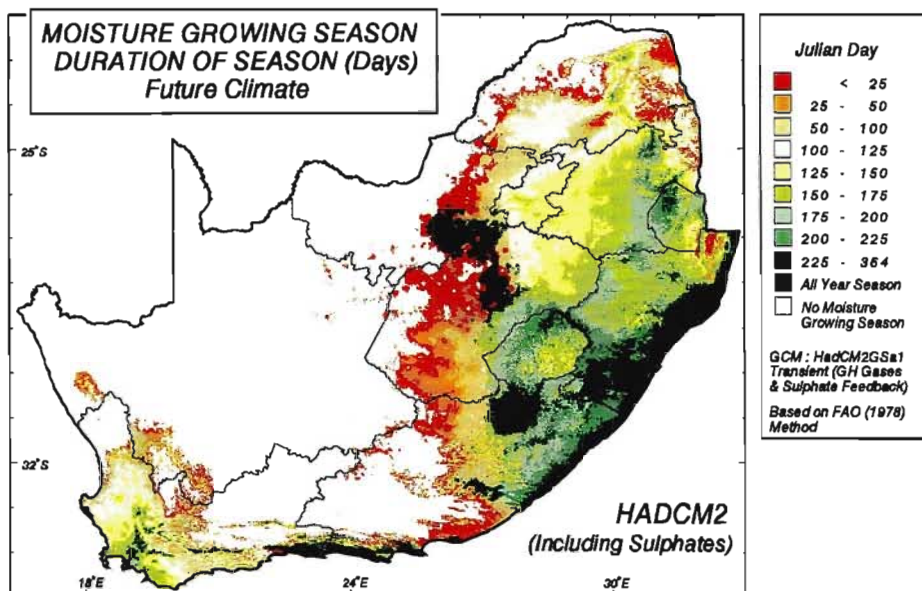 MOISTURE GROWING SEASON
DURATION OF SEASON (Days)
Future Climate
25°S
32°S
18°E
24°E
30°E
HADCM2
(Including Sulphates)
Julian Day
< 25
25 - 50
50 - 100
100 - 125
125 - 150
150 - 175
175 - 200
200 - 225
225 - 364
All Year Season
No Moisture
Growing Season
GCM : HadCM2GSa1
Transient (GH Gases
& Sulphate Feedback)
Based on FAO (1978)
Method